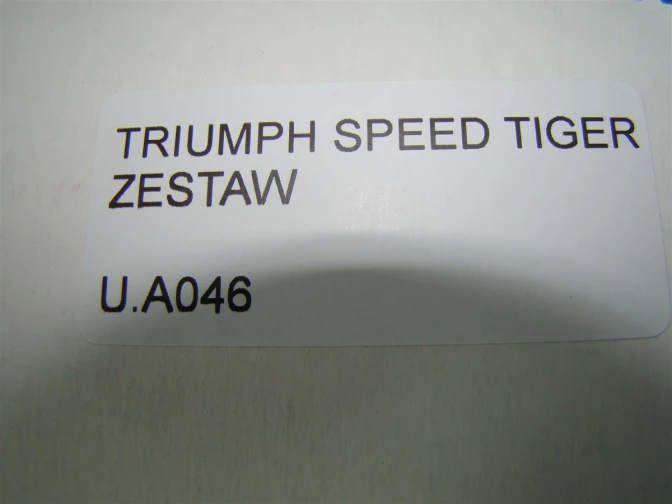 TRIUMPH SPEED TIGER
ZESTAW
U.A046